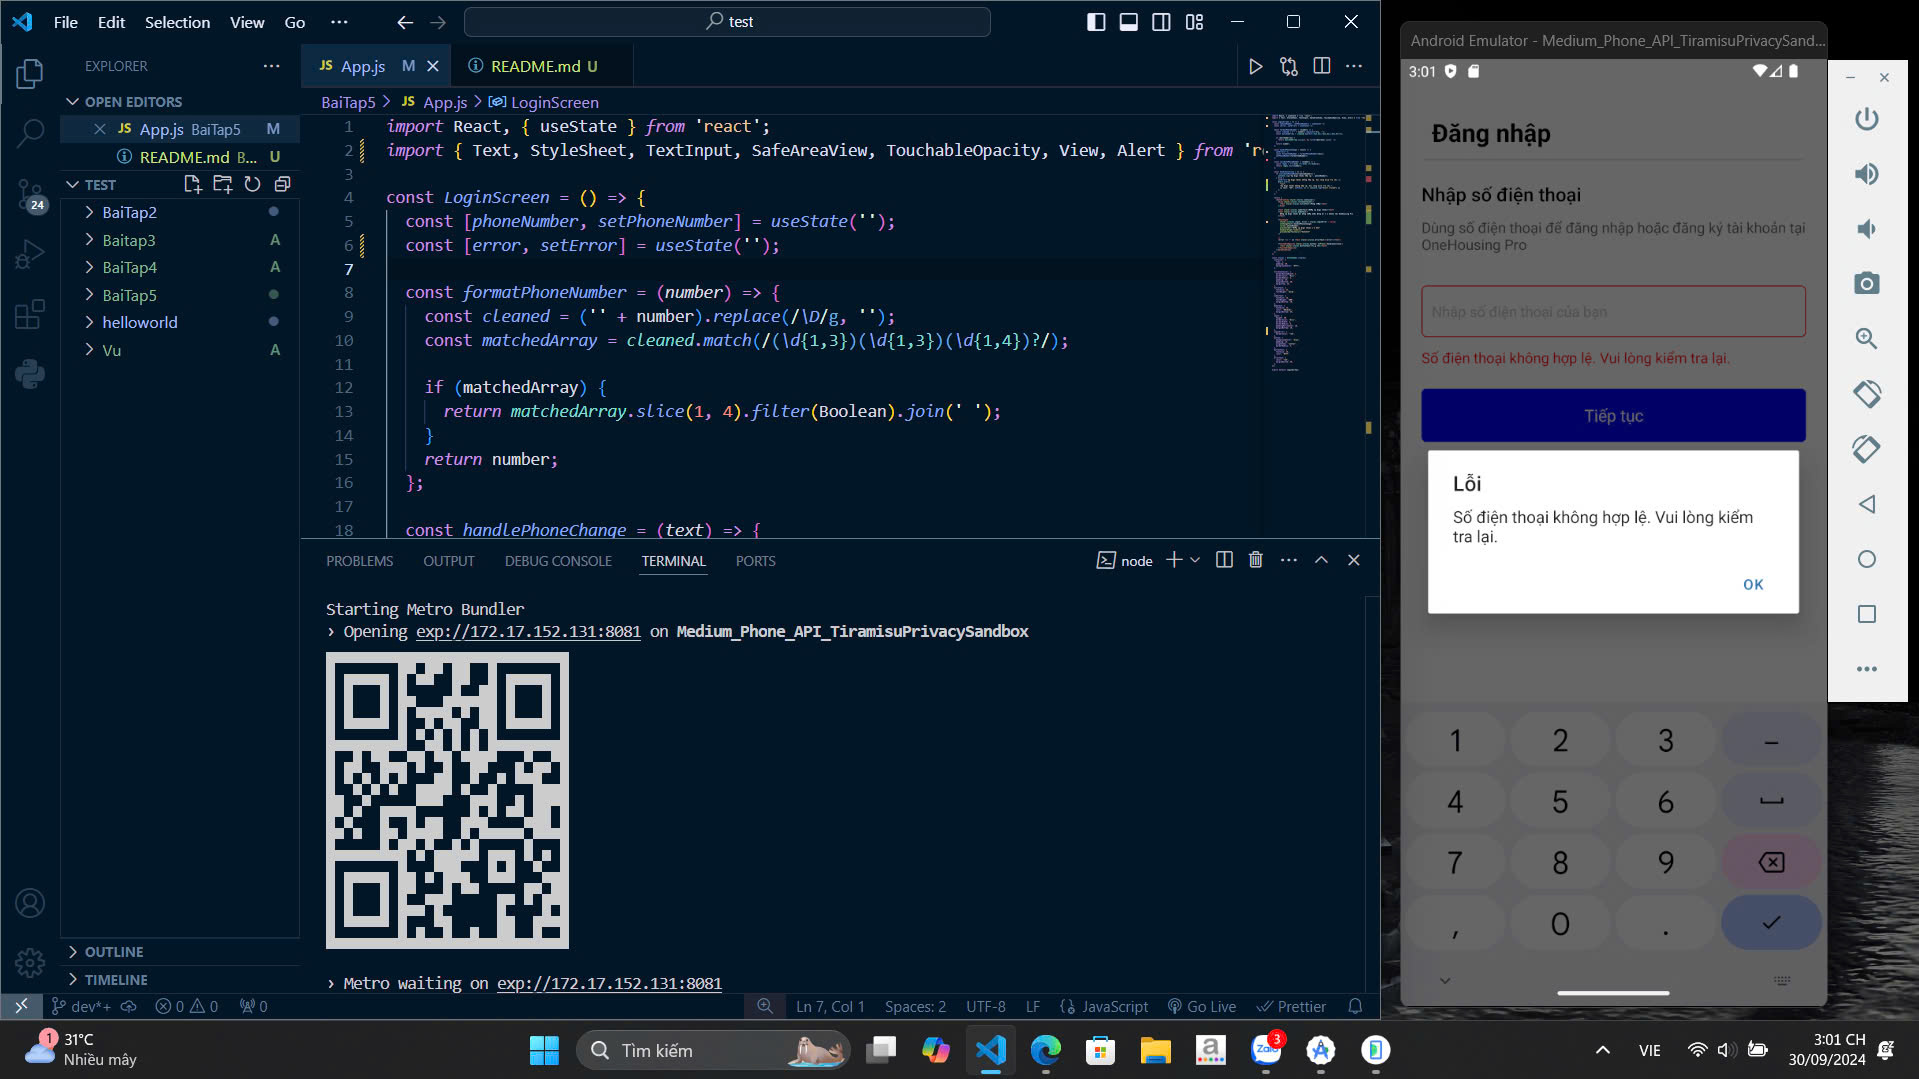 File Edit Selection View Go ···
test
EXPLORER
OPEN EDITORS
JS App.js BaiTap5 M
README.md B... U
TEST
BaiTap2
Baitap3 A
BaiTap4 A
BaiTap5
helloworld
Vu A
24
OUTLINE
TIMELINE
JS App.js M
README.md U
BaiTap5 > JS App.js > LoginScreen
1 import React, { useState } from 'react';
2 import { Text, StyleSheet, TextInput, SafeAreaView, TouchableOpacity, View, Alert } from 're
3
4 const LoginScreen = () => {
5 const [phoneNumber, setPhoneNumber] = useState('');
6 const [error, setError] = useState('');
7
8 const formatPhoneNumber = (number) => {
9 const cleaned = ('' + number).replace(/\D/g, '');
10 const matchedArray = cleaned.match(/(\d{1,3})(\d{1,3})(\d{1,4})?/);
11
12 if (matchedArray) {
13 return matchedArray.slice(1, 4).filter(Boolean).join(' ');
14 }
15 return number;
16 };
17
18 const handlePhoneChange = (text) => {
PROBLEMS OUTPUT DEBUG CONSOLE TERMINAL PORTS
node
Starting Metro Bundler
› Opening exp://172.17.152.131:8081 on Medium_Phone_API_TiramisuPrivacySandbox
› Metro waiting on exp://172.17.152.131:8081
dev*+ 0 0 0
Ln 7, Col 1 Spaces: 2 UTF-8 LF {} JavaScript Go Live Prettier
Android Emulator - Medium_Phone_API_TiramisuPrivacySand...
3:01
Đăng nhập
Nhập số điện thoại
Dùng số điện thoại để đăng nhập hoặc đăng ký tài khoản tại
OneHousing Pro
Nhập số điện thoại của bạn
Số điện thoại không hợp lệ. Vui lòng kiểm tra lại.
Tiếp tục
Lỗi
Số điện thoại không hợp lệ. Vui lòng kiểm
tra lại.
OK
1 2 3 –
4 5 6
7 8 9
, 0 .
1
31°C
Nhiều mây
Tìm kiếm
a
Zalo
3
VIE
3:01 CH
30/09/2024